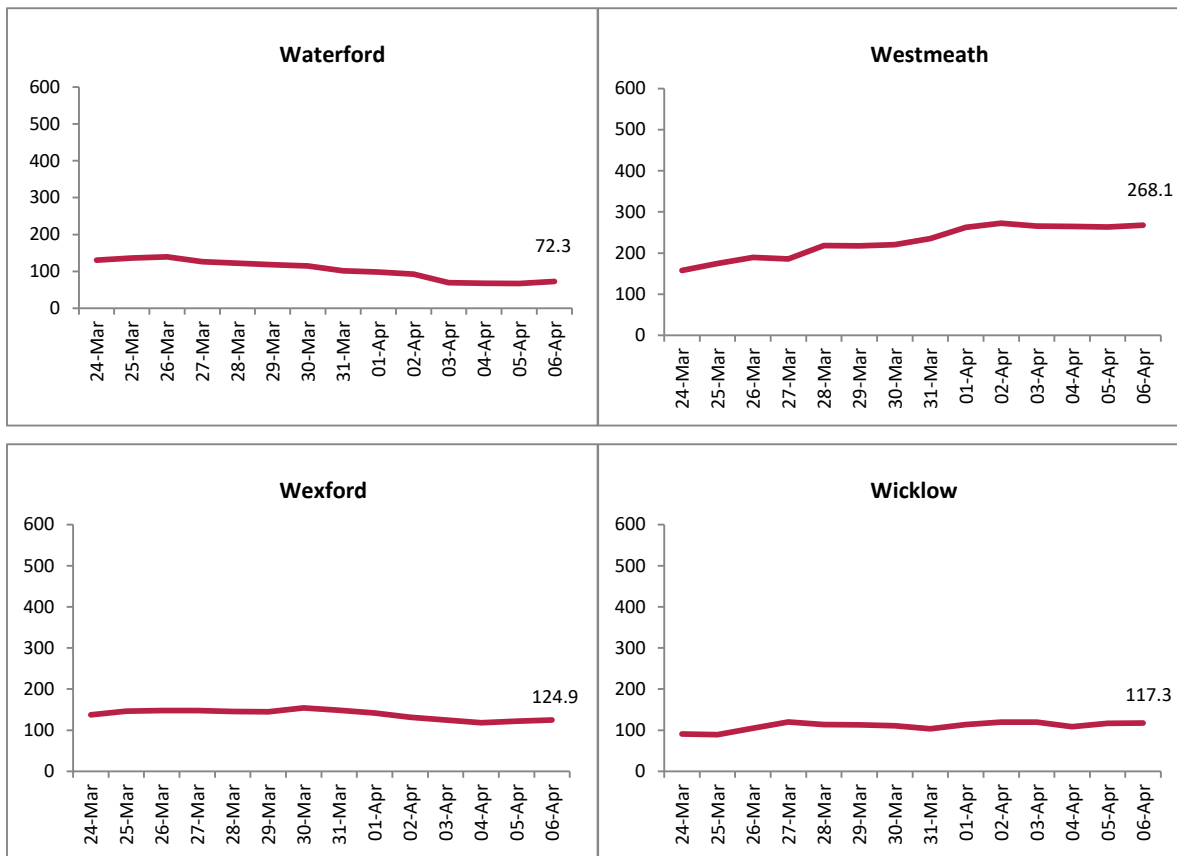 Waterford
600
500
400
300
200
100
0
72.3
24-Mar
25-Mar
26-Mar
27-Mar
28-Mar
29-Mar
30-Mar
31-Mar
01-Apr
02-Apr
03-Apr
04-Apr
05-Apr
06-Apr
Westmeath
600
500
400
300
200
100
0
268.1
24-Mar
25-Mar
26-Mar
27-Mar
28-Mar
29-Mar
30-Mar
31-Mar
01-Apr
02-Apr
03-Apr
04-Apr
05-Apr
06-Apr
Wexford
600
500
400
300
200
100
0
124.9
24-Mar
25-Mar
26-Mar
27-Mar
28-Mar
29-Mar
30-Mar
31-Mar
01-Apr
02-Apr
03-Apr
04-Apr
05-Apr
06-Apr
Wicklow
600
500
400
300
200
100
0
117.3
24-Mar
25-Mar
26-Mar
27-Mar
28-Mar
29-Mar
30-Mar
31-Mar
01-Apr
02-Apr
03-Apr
04-Apr
05-Apr
06-Apr